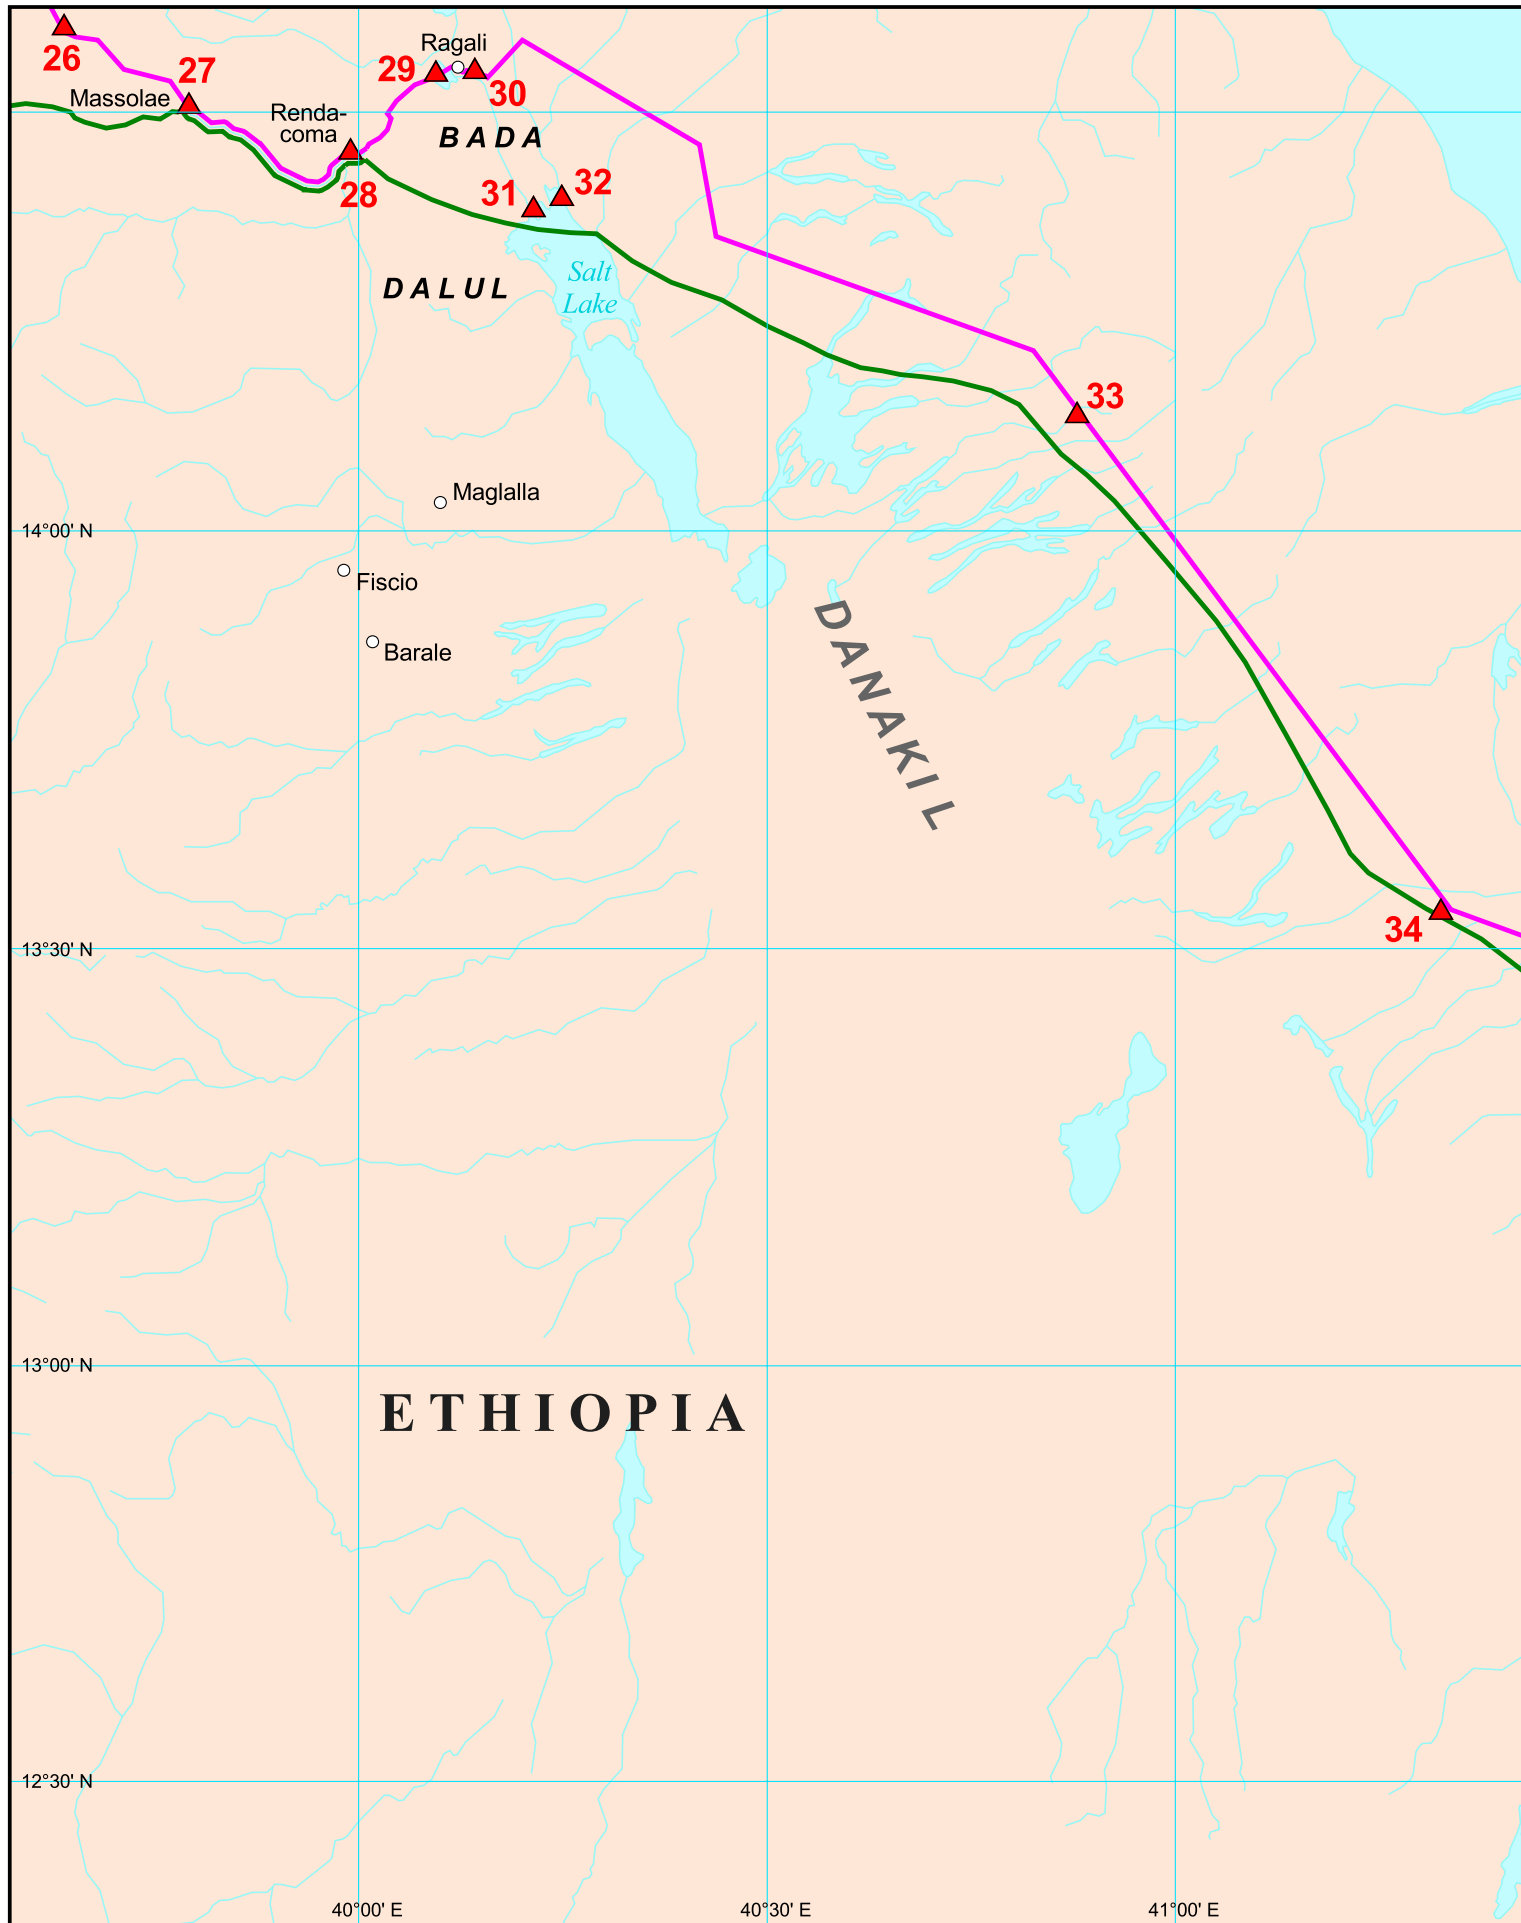 Ragali
26
27
29
30
Massolae
Renda-
coma
BADA
28
31
32
DALUL
Salt
Lake
33
Maglalla
14°00' N
Fiscio
Barale
DANAKIL
34
13°30' N
13°00' N
ETHIOPIA
12°30' N
40°00' E
40°30' E
41°00' E